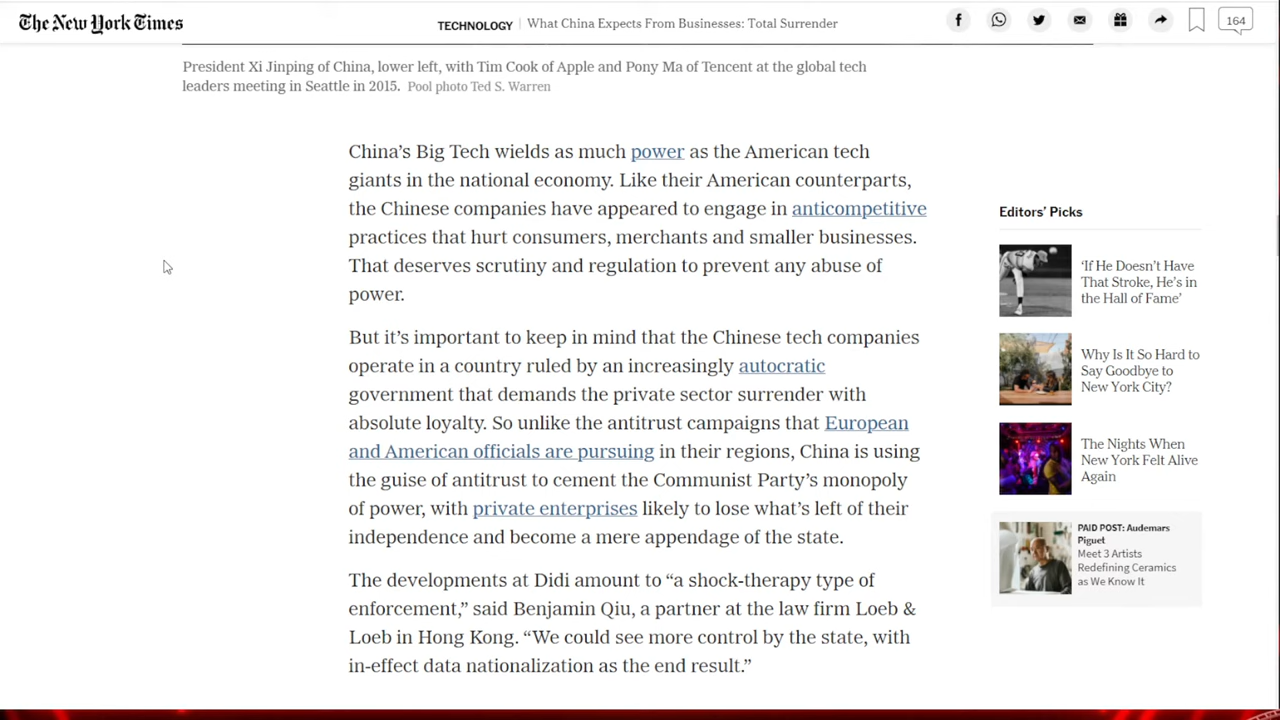 The New York Times
TECHNOLOGY | What China Expects From Businesses: Total Surrender
164
President Xi Jinping of China, lower left, with Tim Cook of Apple and Pony Ma of Tencent at the global tech
leaders meeting in Seattle in 2015. Pool photo Ted S. Warren
China’s Big Tech wields as much power as the American tech
giants in the national economy. Like their American counterparts,
the Chinese companies have appeared to engage in anticompetitive
practices that hurt consumers, merchants and smaller businesses.
That deserves scrutiny and regulation to prevent any abuse of
power.
But it’s important to keep in mind that the Chinese tech companies
operate in a country ruled by an increasingly autocratic
government that demands the private sector surrender with
absolute loyalty. So unlike the antitrust campaigns that European
and American officials are pursuing in their regions, China is using
the guise of antitrust to cement the Communist Party’s monopoly
of power, with private enterprises likely to lose what’s left of their
independence and become a mere appendage of the state.
The developments at Didi amount to “a shock-therapy type of
enforcement,” said Benjamin Qiu, a partner at the law firm Loeb &
Loeb in Hong Kong. “We could see more control by the state, with
in-effect data nationalization as the end result.”
Editors’ Picks
‘If He Doesn’t Have
That Stroke, He’s in
the Hall of Fame’
Why Is It So Hard to
Say Goodbye to
New York City?
The Nights When
New York Felt Alive
Again
PAID POST: Audemars
Piguet
Meet 3 Artists
Redefining Ceramics
as We Know It